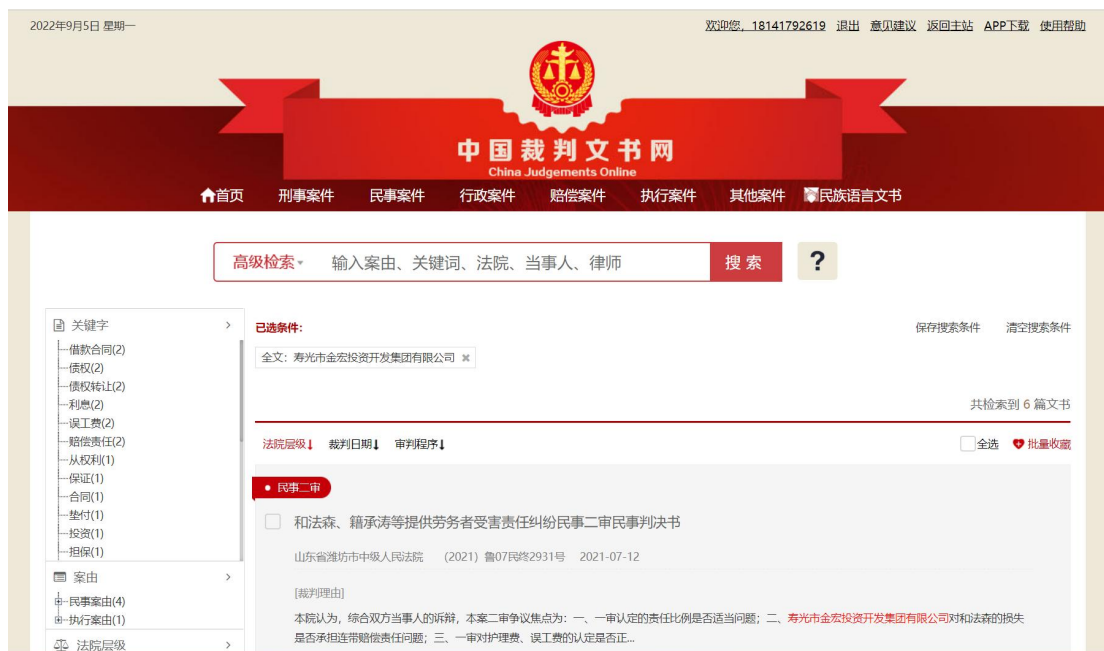 2022年9月5日 星期一
欢迎您，18141792619 退出 意见建议 返回主站 APP下载 使用帮助
中国裁判文书网
China Judgements Online
首页 刑事案件 民事案件 行政案件 赔偿案件 执行案件 其他案件 民族语言文书
高级检索 输入案由、关键词、法院、当事人、律师 搜索 ?
关键字
借款合同(2)
债权(2)
债权转让(2)
利息(2)
误工费(2)
赔偿责任(2)
从权利(1)
保证(1)
合同(1)
垫付(1)
投资(1)
担保(1)
案由
民事案由(4)
执行案由(1)
法院层级
已选条件：
保存搜索条件 清空搜索条件
全文：寿光市金宏投资开发集团有限公司
共检索到 6 篇文书
法院层级 裁判日期 审判程序
全选 批量收藏
民事二审
和法森、籍承涛等提供劳务者受害责任纠纷民事二审民事判决书
山东省潍坊市中级人民法院 （2021）鲁07民终2931号 2021-07-12
[裁判理由]
本院认为，综合双方当事人的诉辩，本案二审争议焦点为：一、一审认定的责任比例是否适当问题；二、寿光市金宏投资开发集团有限公司对和法森的损失
是否承担连带赔偿责任问题；三、一审对护理费、误工费的认定是否正...